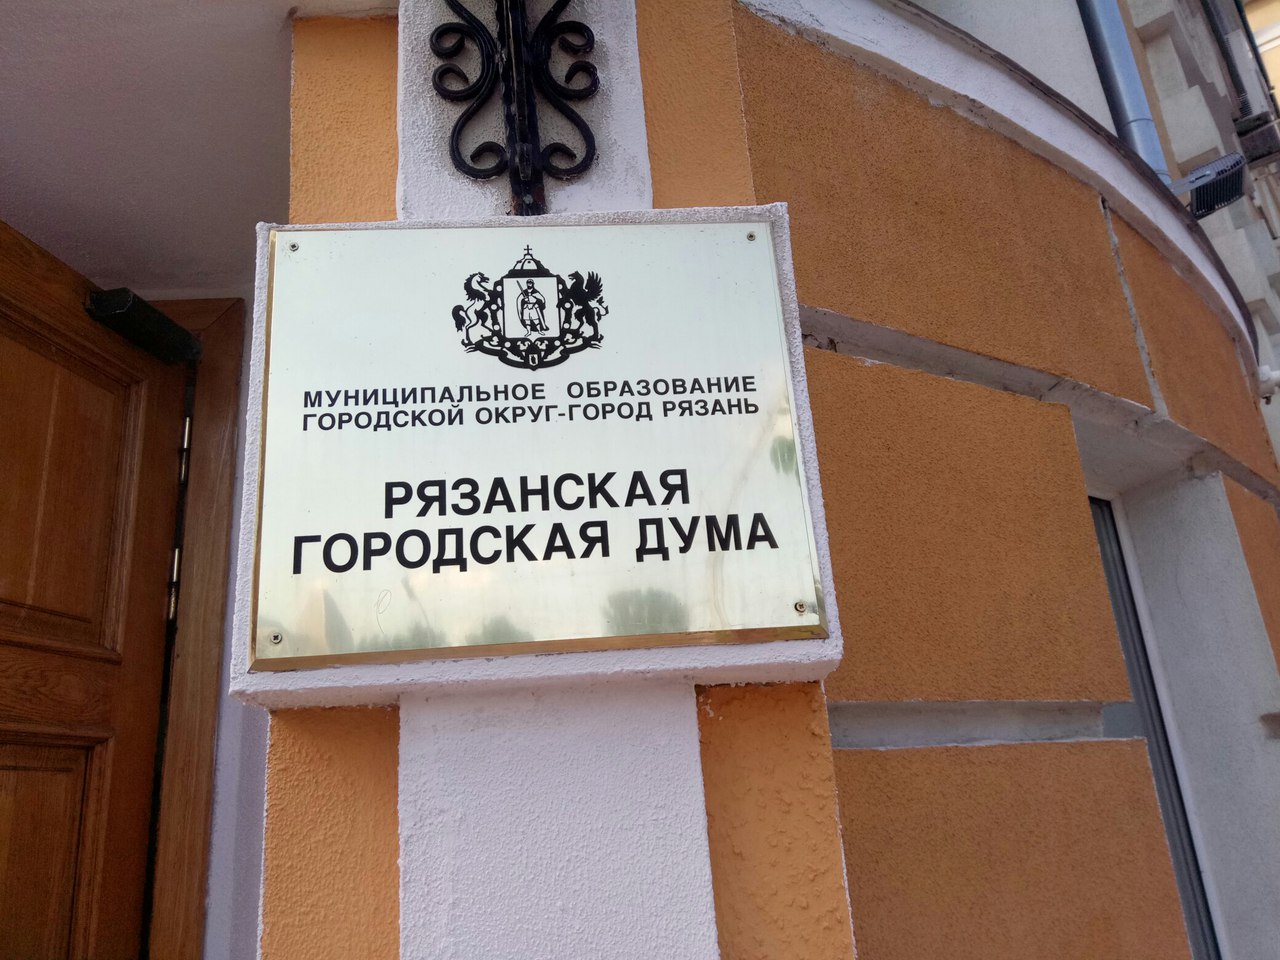 МУНИЦИПАЛЬНОЕ ОБРАЗОВАНИЕ
ГОРОДСКОЙ ОКРУГ-ГОРОД РЯЗАНЬ
РЯЗАНСКАЯ
ГОРОДСКАЯ ДУМА